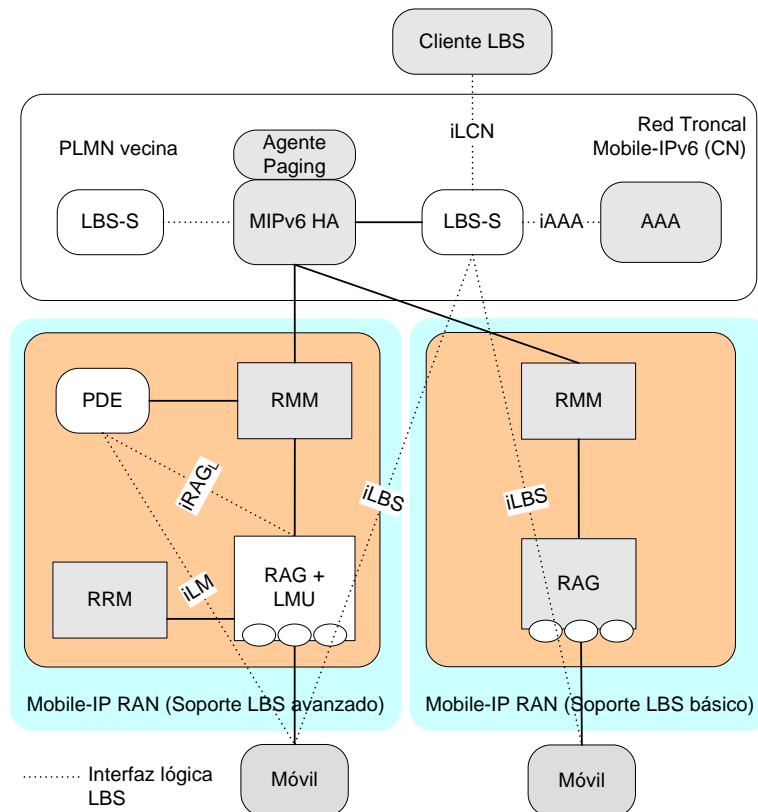 Cliente LBS
iLCN
Red Troncal
Mobile-IPv6 (CN)
PLMN vecina
Agente
Paging
LBS-S
MIPv6 HA
LBS-S
iAAA
AAA
PDE
RMM
RMM
iRAGL
iLBS
iLBS
RAG +
LMU
RAG
RRM
iLM
Mobile-IP RAN (Soporte LBS avanzado)
Mobile-IP RAN (Soporte LBS básico)
Móvil
Móvil
Interfaz lógica
LBS